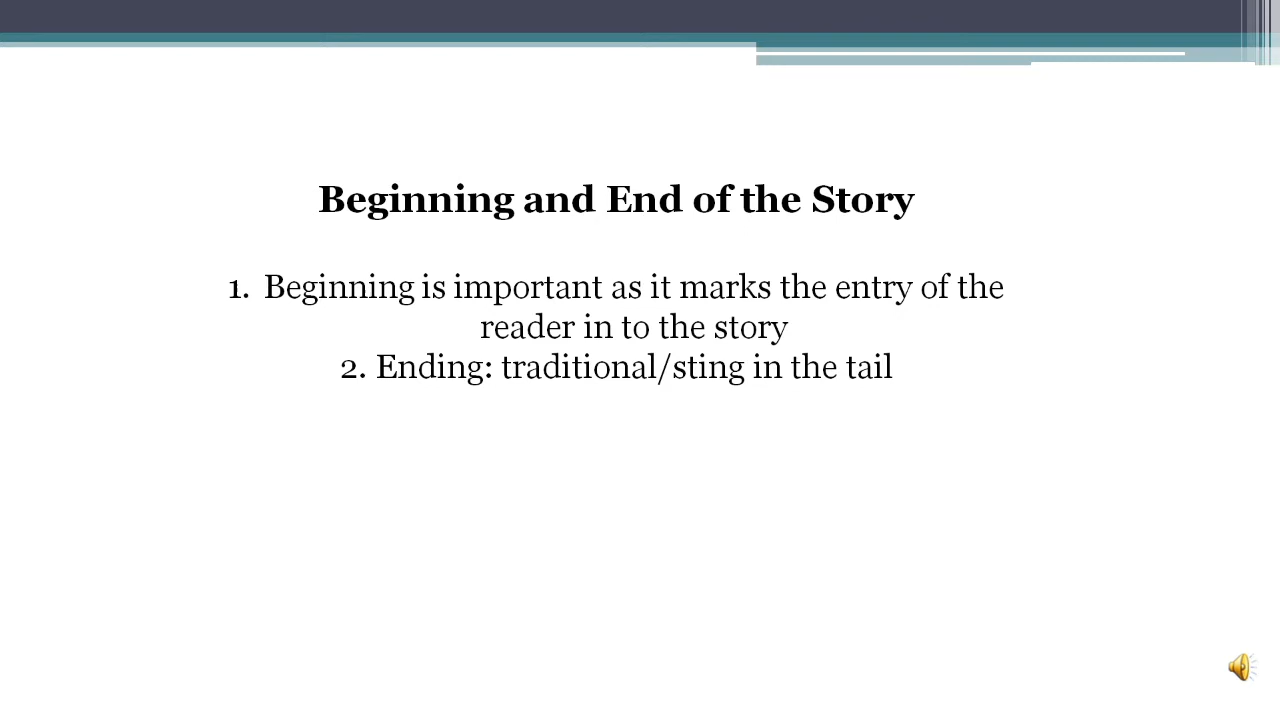 Beginning and End of the Story
1. Beginning is important as it marks the entry of the
reader in to the story
2. Ending: traditional/sting in the tail